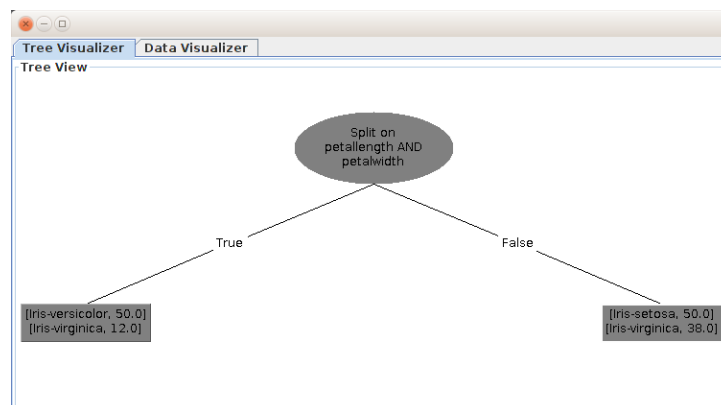 Tree Visualizer Data Visualizer
Tree View
Split on
petallength AND
petalwidth
True False
[Iris-versicolor, 50.0]
[Iris-virginica, 12.0]
[Iris-setosa, 50.0]
[Iris-virginica, 38.0]